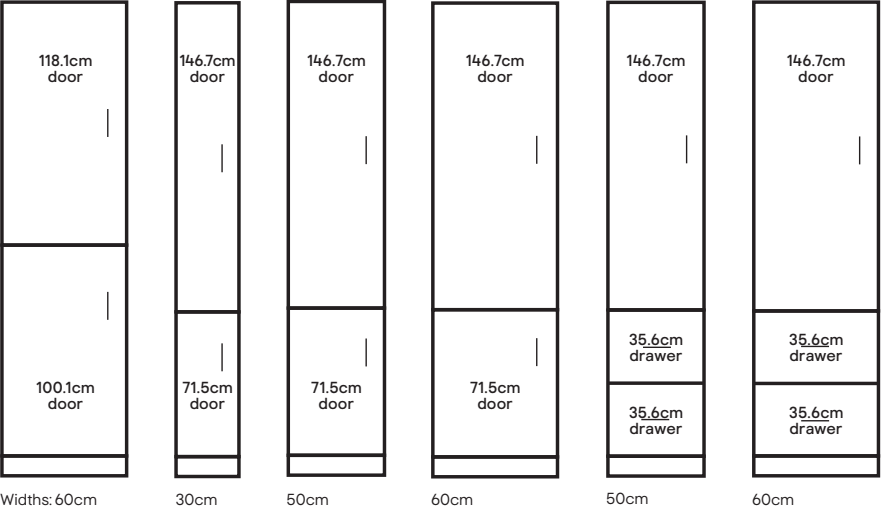 118.1cm
door
146.7cm
door
146.7cm
door
146.7cm
door
146.7cm
door
146.7cm
door
100.1cm
door
71.5cm
door
71.5cm
door
71.5cm
door
35.6cm
drawer
35.6cm
drawer
35.6cm
drawer
35.6cm
drawer
Widths: 60cm
30cm
50cm
60cm
50cm
60cm